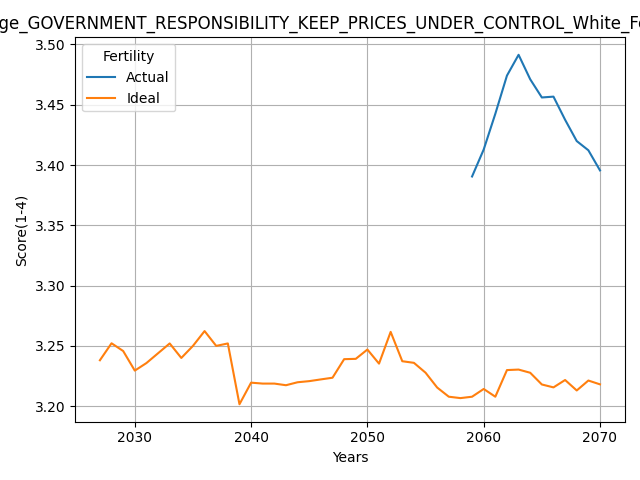 ge_GOVERNMENT_RESPONSIBILITY_KEEP_PRICES_UNDER_CONTROL_White_Fe
3.50
Fertility
Actual
Ideal
3.45
3.40
3.35
3.30
3.25
3.20
Score(1-4)
2030 2040 2050 2060 2070
Years